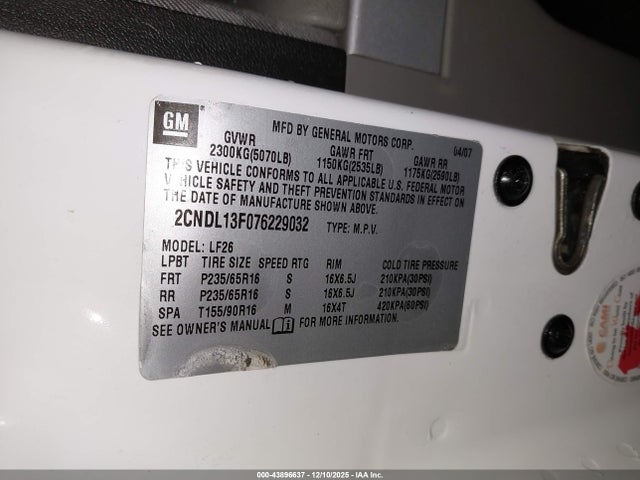 GM
MFD BY GENERAL MOTORS CORP. 04/07
GVWR GAWR FRT GAWR RR
2300KG(5070LB) 1150KG(2535LB) 1175KG(2590LB)
THIS VEHICLE CONFORMS TO ALL APPLICABLE U.S. FEDERAL MOTOR
VEHICLE SAFETY AND THEFT PREVENTION STANDARDS IN EFFECT ON
THE DATE OF MANUFACTURE SHOWN ABOVE.
2CNDL13F076229032 TYPE: M.P.V.
MODEL: LF26
LPBT TIRE SIZE SPEED RTG RIM COLD TIRE PRESSURE
FRT P235/65R16 S 16X6.5J 210KPA(30PSI)
RR P235/65R16 S 16X6.5J 210KPA(30PSI)
SPA T155/90R16 M 16X4T 420KPA(60PSI)
SEE OWNER'S MANUAL i FOR MORE INFORMATION.
000-43896637 - 12/10/2025 - IAA Inc.